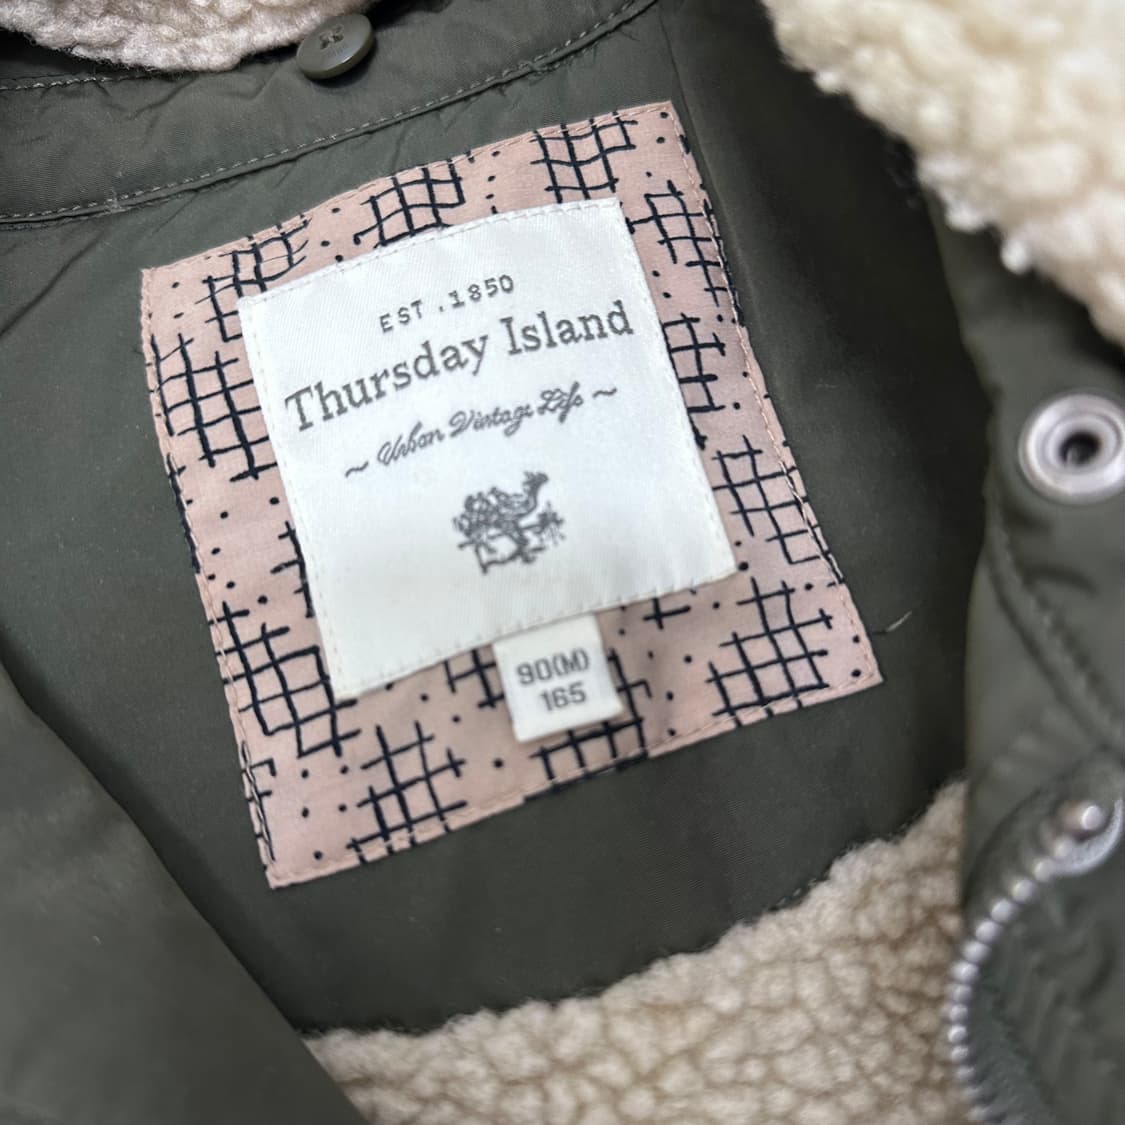 EST .1850
Thursday Island
~ Urban Vintage Life ~
90(M)
165